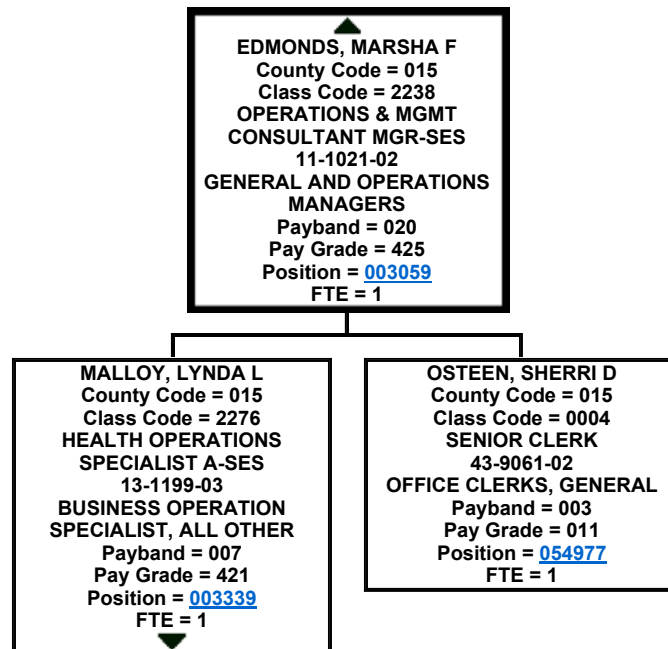 EDMONDS, MARSHA F
County Code = 015
Class Code = 2238
OPERATIONS & MGMT
CONSULTANT MGR-SES
11-1021-02
GENERAL AND OPERATIONS
MANAGERS
Payband = 020
Pay Grade = 425
Position = 003059
FTE = 1
MALLOY, LYNDA L
County Code = 015
Class Code = 2276
HEALTH OPERATIONS
SPECIALIST A-SES
13-1199-03
BUSINESS OPERATION
SPECIALIST, ALL OTHER
Payband = 007
Pay Grade = 421
Position = 003339
FTE = 1
OSTEEN, SHERRI D
County Code = 015
Class Code = 0004
SENIOR CLERK
43-9061-02
OFFICE CLERKS, GENERAL
Payband = 003
Pay Grade = 011
Position = 054977
FTE = 1